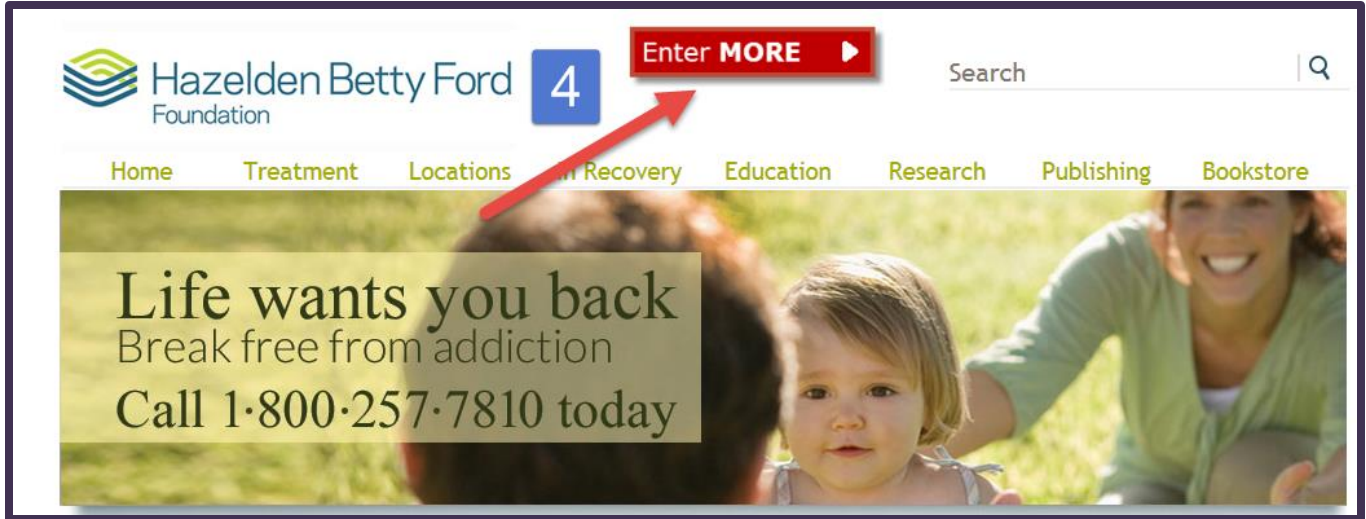 Hazelden Betty Ford
Foundation
4
Enter MORE
Search
Home Treatment Locations In Recovery Education Research Publishing Bookstore
Life wants you back
Break free from addiction
Call 1·800·257·7810 today